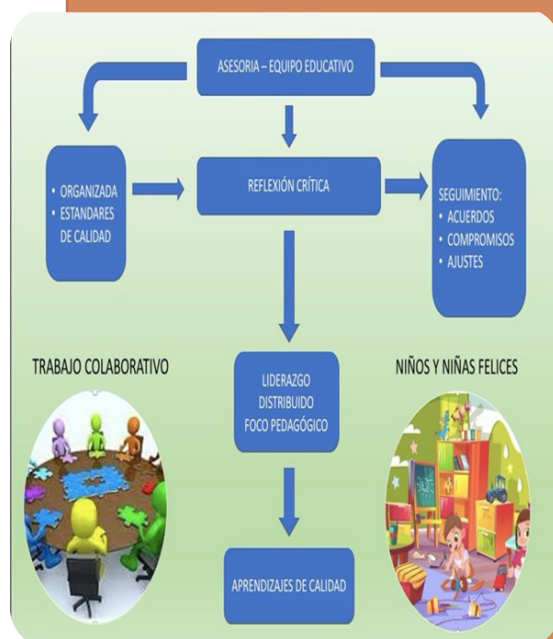 ASESORIA – EQUIPO EDUCATIVO
• ORGANIZADA
• ESTANDARES
DE CALIDAD
REFLEXIÓN CRÍTICA
SEGUIMIENTO:
• ACUERDOS
• COMPROMISOS
• AJUSTES
TRABAJO COLABORATIVO
LIDERAZGO
DISTRIBUIDO
FOCO PEDAGÓGICO
NIÑOS Y NIÑAS FELICES
APRENDIZAJES DE CALIDAD